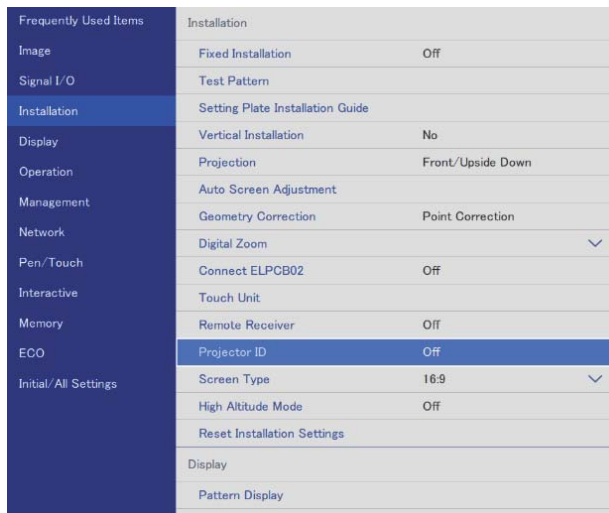 Frequently Used Items
Image
Signal I/O
Installation
Display
Operation
Management
Network
Pen/Touch
Interactive
Memory
ECO
Initial/All Settings
Installation
Fixed Installation Off
Test Pattern
Setting Plate Installation Guide
Vertical Installation No
Projection Front/Upside Down
Auto Screen Adjustment
Geometry Correction Point Correction
Digital Zoom
Connect ELPCB02 Off
Touch Unit
Remote Receiver Off
Projector ID Off
Screen Type 16:9
High Altitude Mode Off
Reset Installation Settings
Display
Pattern Display